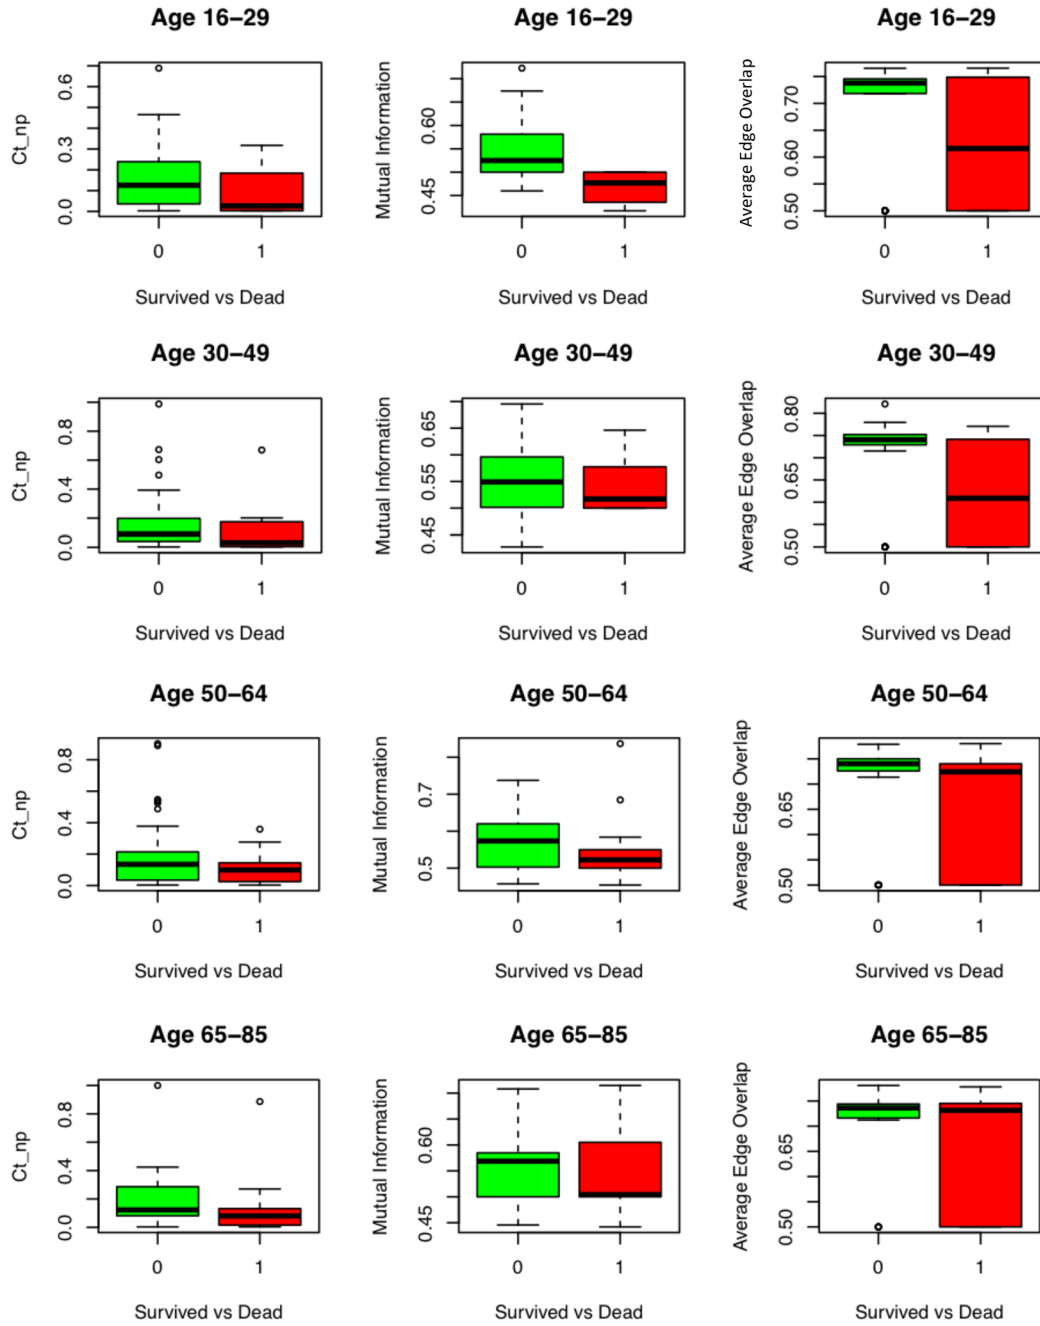 Age 16–29
Age 16–29
Age 16–29
Ct_np
0.0 0.3 0.6
0 1
Survived vs Dead
Mutual Information
0.45 0.60
0 1
Survived vs Dead
Average Edge Overlap
0.50 0.60 0.70
0 1
Survived vs Dead
Age 30–49
Age 30–49
Age 30–49
Ct_np
0.0 0.4 0.8
0 1
Survived vs Dead
Mutual Information
0.45 0.55 0.65
0 1
Survived vs Dead
Average Edge Overlap
0.50 0.65 0.80
0 1
Survived vs Dead
Age 50–64
Age 50–64
Age 50–64
Ct_np
0.0 0.4 0.8
0 1
Survived vs Dead
Mutual Information
0.5 0.7
0 1
Survived vs Dead
Average Edge Overlap
0.50 0.65
0 1
Survived vs Dead
Age 65–85
Age 65–85
Age 65–85
Ct_np
0.0 0.4 0.8
0 1
Survived vs Dead
Mutual Information
0.45 0.60
0 1
Survived vs Dead
Average Edge Overlap
0.50 0.65
0 1
Survived vs Dead